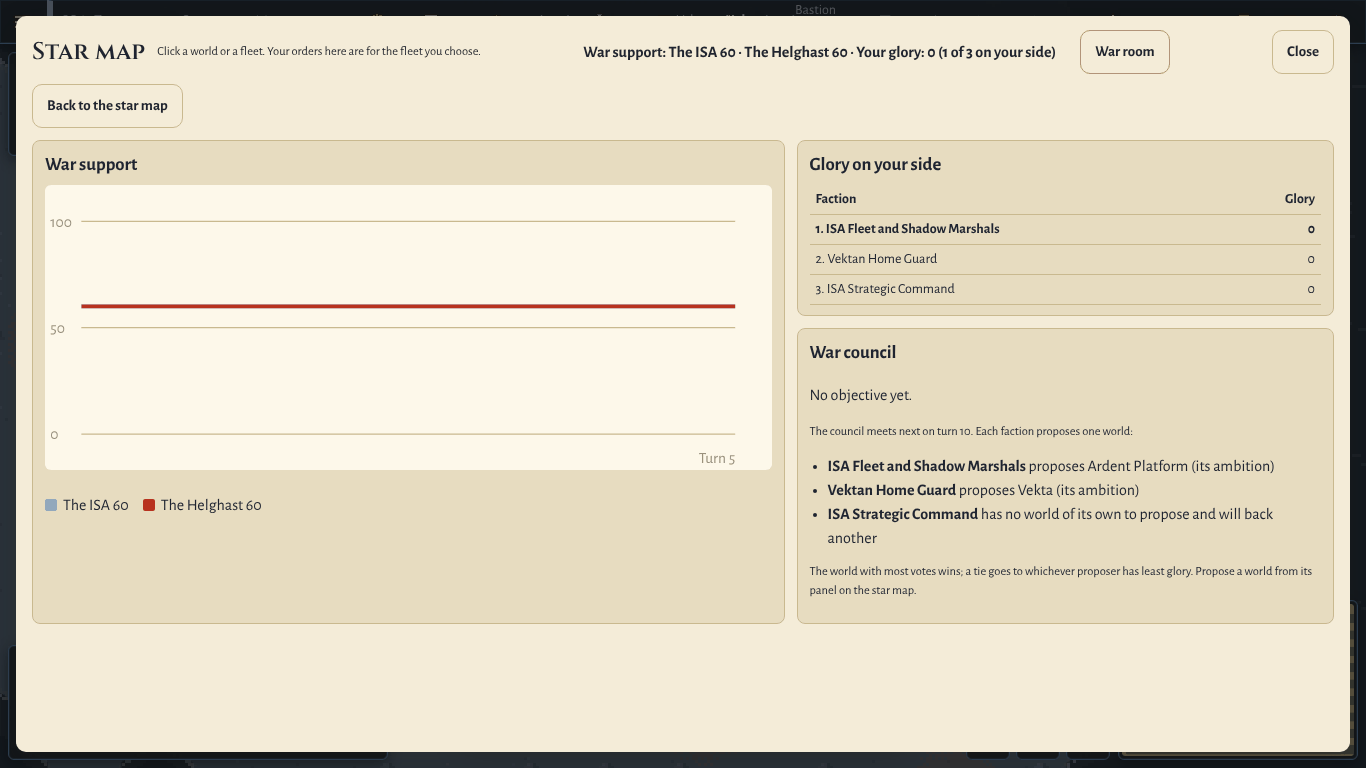 Bastion
Star map
Click a world or a fleet. Your orders here are for the fleet you choose.
War support: The ISA 60 · The Helghast 60 · Your glory: 0 (1 of 3 on your side)
War room
Close
Back to the star map
War support
100
50
0
Turn 5
The ISA 60
The Helghast 60
Glory on your side
Faction Glory
1. ISA Fleet and Shadow Marshals 0
2. Vektan Home Guard 0
3. ISA Strategic Command 0
War council
No objective yet.
The council meets next on turn 10. Each faction proposes one world:
• ISA Fleet and Shadow Marshals proposes Ardent Platform (its ambition)
• Vektan Home Guard proposes Vekta (its ambition)
• ISA Strategic Command has no world of its own to propose and will back
another
The world with most votes wins; a tie goes to whichever proposer has least glory. Propose a world from its
panel on the star map.